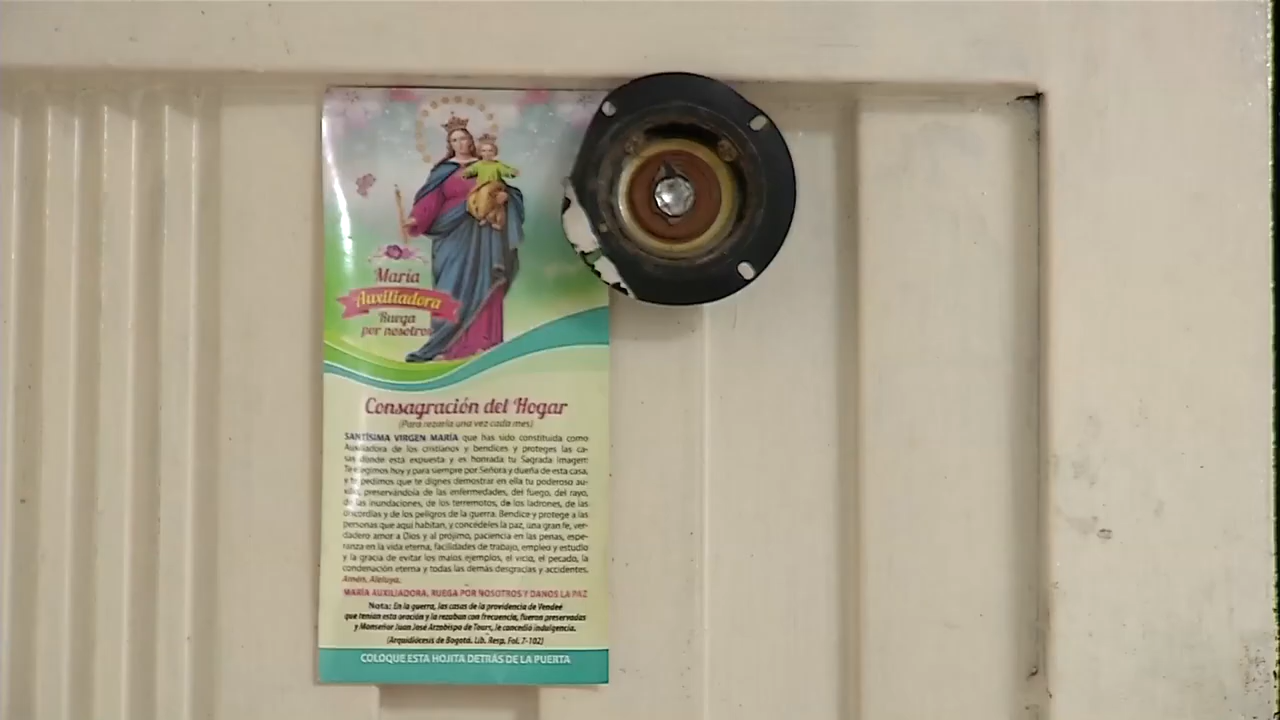 María
Auxiliadora
Ruega
por nosotros
Consagración del Hogar
(Para rezarla una vez cada mes)
SANTÍSIMA VIRGEN MARÍA que has sido constituida como
Auxiliadora de los cristianos y bendices y proteges las ca-
sas donde está expuesta y es honrada tu Sagrada Imagen:
Te elegimos hoy y para siempre por Señora y dueña de esta casa,
y te pedimos que te dignes demostrar en ella tu poderoso au-
xilio, preservándola de las enfermedades, del fuego, del rayo,
de las inundaciones, de los terremotos, de los ladrones, de las
discordias y de los peligros de la guerra. Bendice y protege a las
personas que aquí habitan, y concédeles la paz, una gran fe, ver-
dadero amor a Dios y al prójimo, paciencia en las penas, espe-
ranza en la vida eterna, facilidades de trabajo, empleo y estudio
y la gracia de evitar los malos ejemplos, el vicio, el pecado, la
condenación eterna y todas las demás desgracias y accidentes.
Amén, Aleluya.
MARÍA AUXILIADORA, RUEGA POR NOSOTROS Y DANOS LA PAZ
Nota: En la guerra, las casas de la providencia de Vendeé
que tenían esta oración y la rezaban con frecuencia, fueron preservadas
y Monseñor Juan José Arzobispo de Tours, le concedió indulgencia.
(Arquidiócesis de Bogotá. Lib. Resp. Fol. 7-102)
COLOQUE ESTA HOJITA DETRÁS DE LA PUERTA